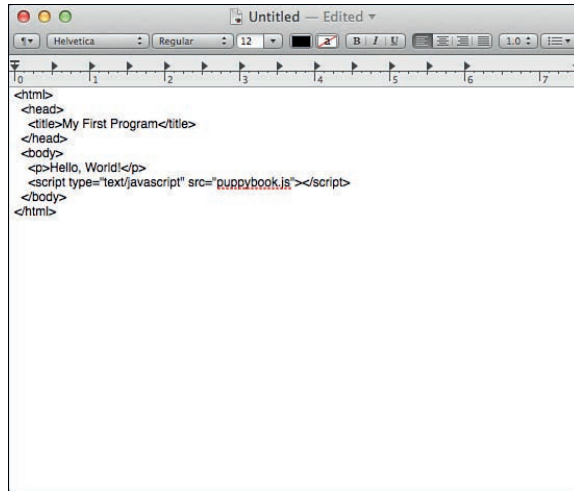 Untitled — Edited
¶ Helvetica Regular 12 a B I U 1.0
0 1 2 3 4 5 6 7
<html>
  <head>
    <title>My First Program</title>
  </head>
  <body>
    <p>Hello, World!</p>
    <script type="text/javascript" src="puppybook.js"></script>
  </body>
</html>